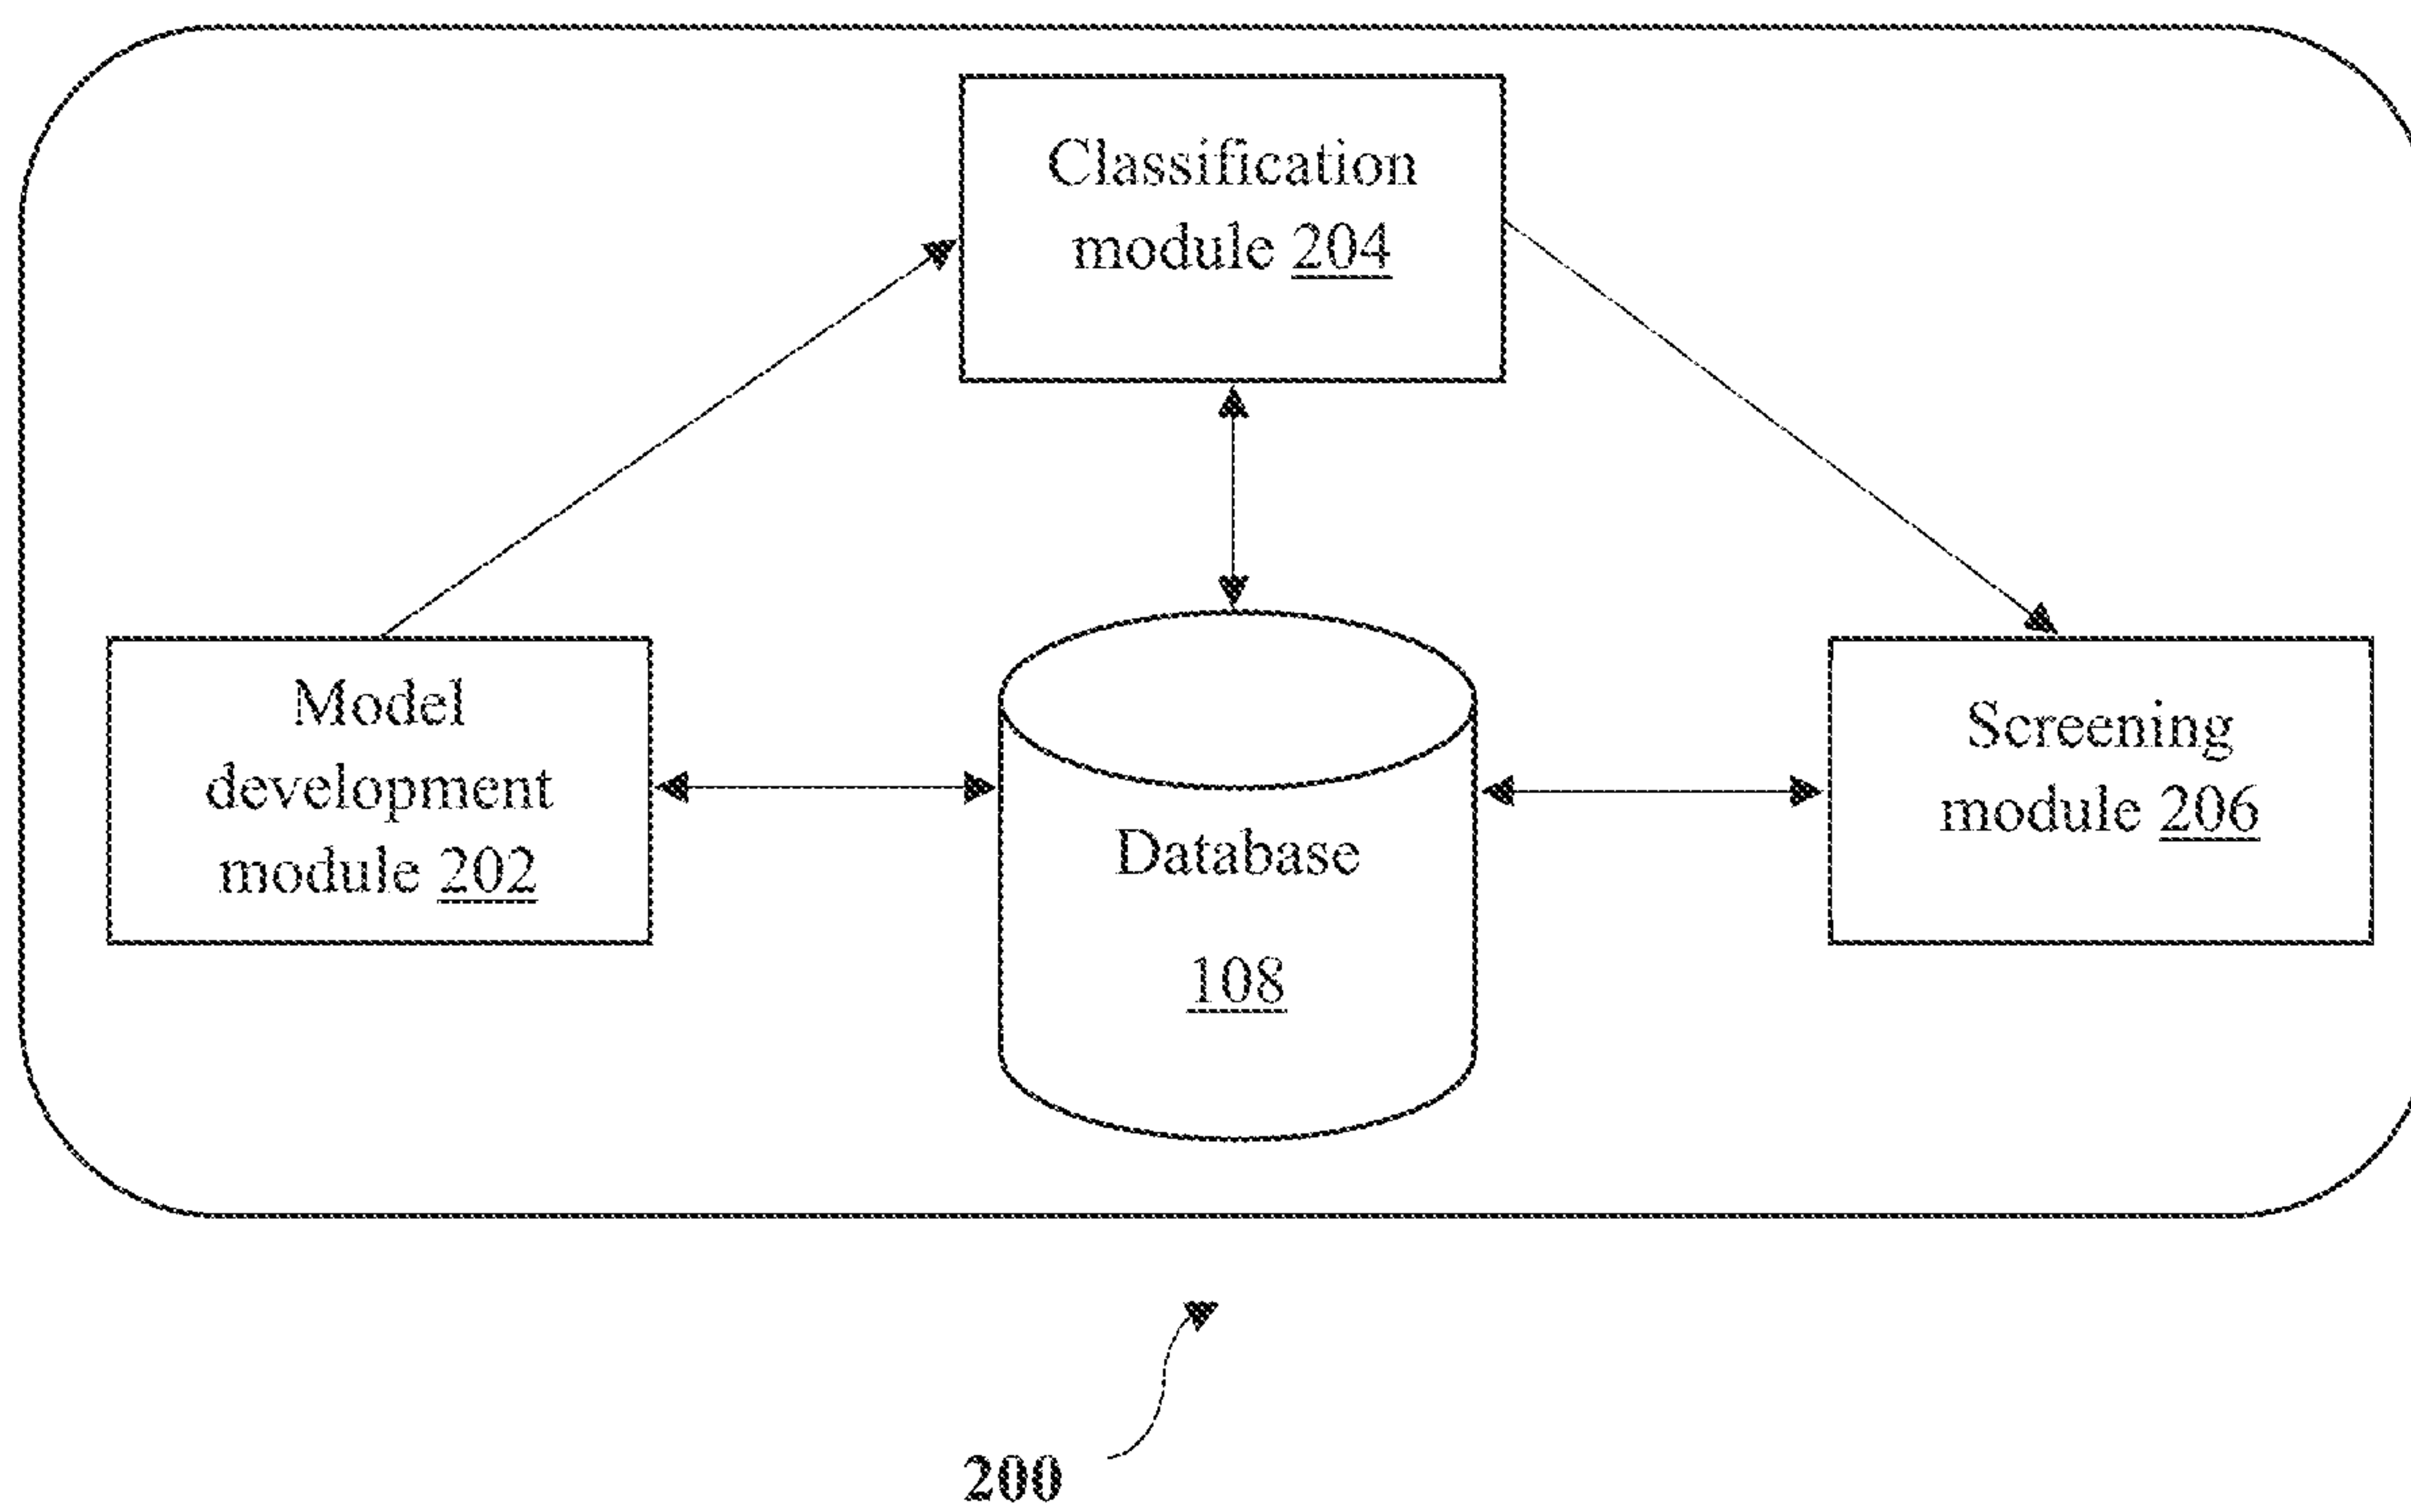 Classification
module 204
Model
development
module 202
Database
108
Screening
module 206
200